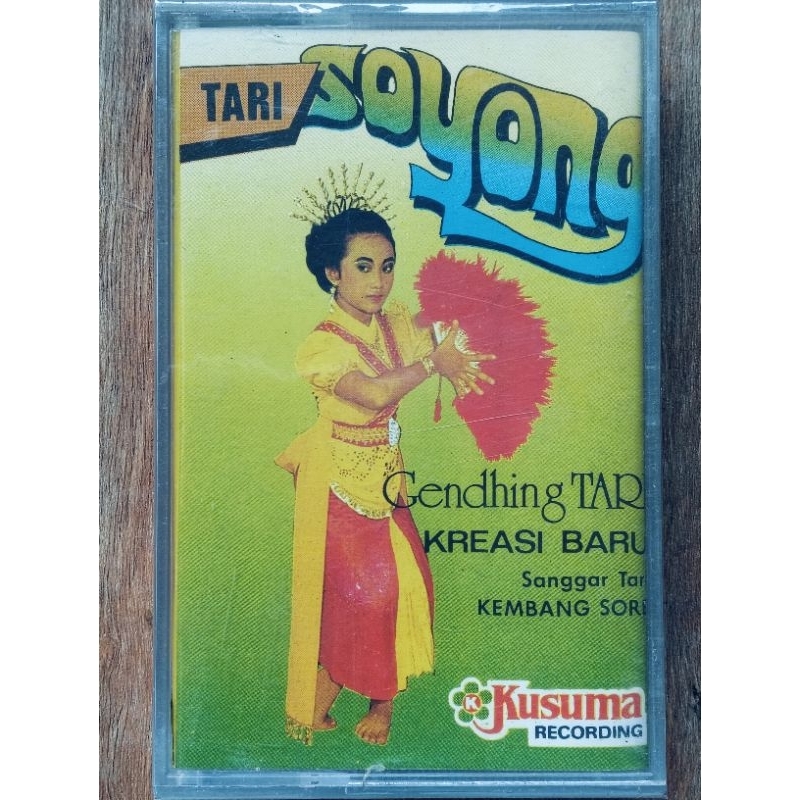 TARI Soyong
Gendhing TARI
KREASI BARU
Sanggar Tari
KEMBANG SORE
K Kusuma
RECORDING